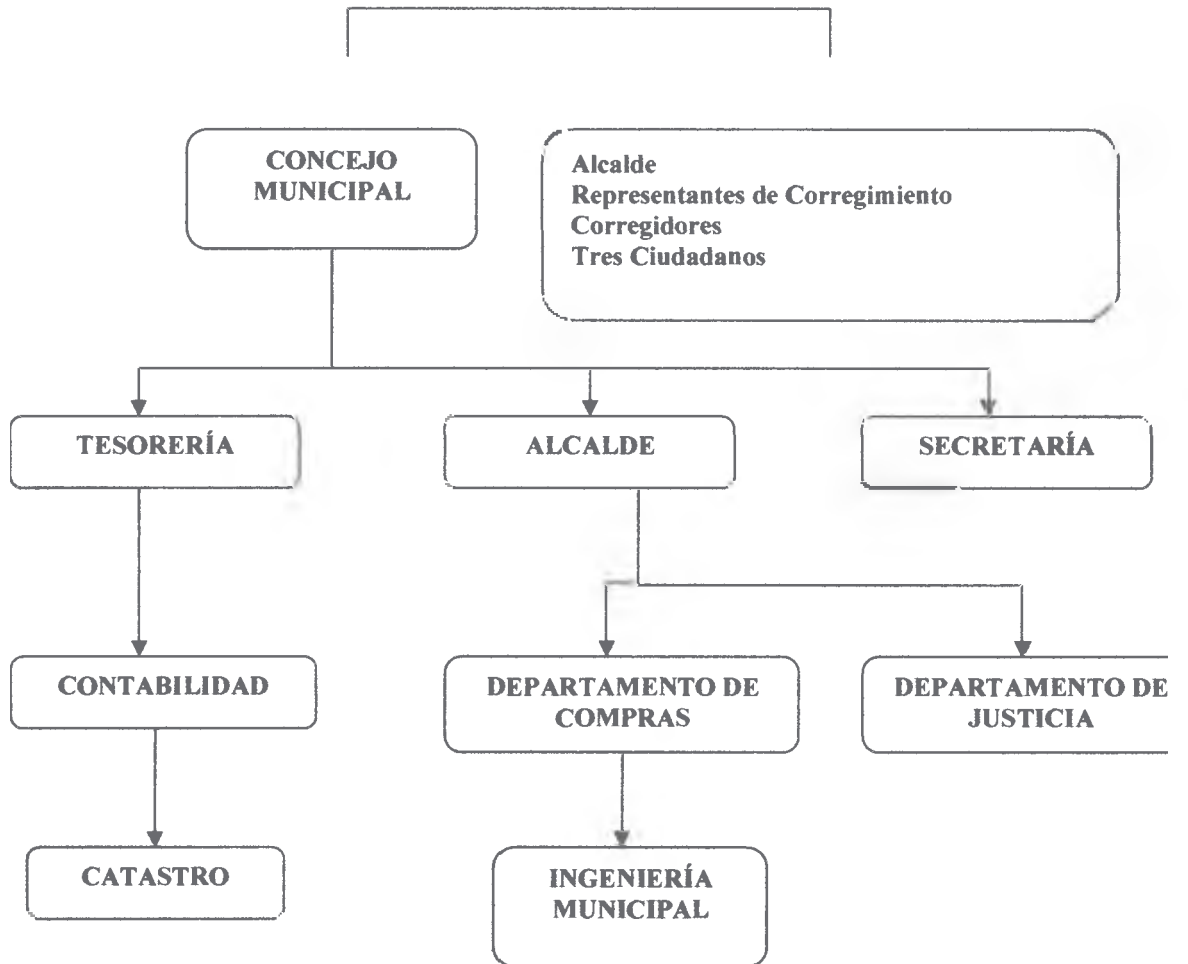 CONCEJO
MUNICIPAL
Alcalde
Representantes de Corregimiento
Corregidores
Tres Ciudadanos
TESORERÍA
ALCALDE
SECRETARÍA
CONTABILIDAD
DEPARTAMENTO DE
COMPRAS
DEPARTAMENTO DE
JUSTICIA
CATASTRO
INGENIERÍA
MUNICIPAL